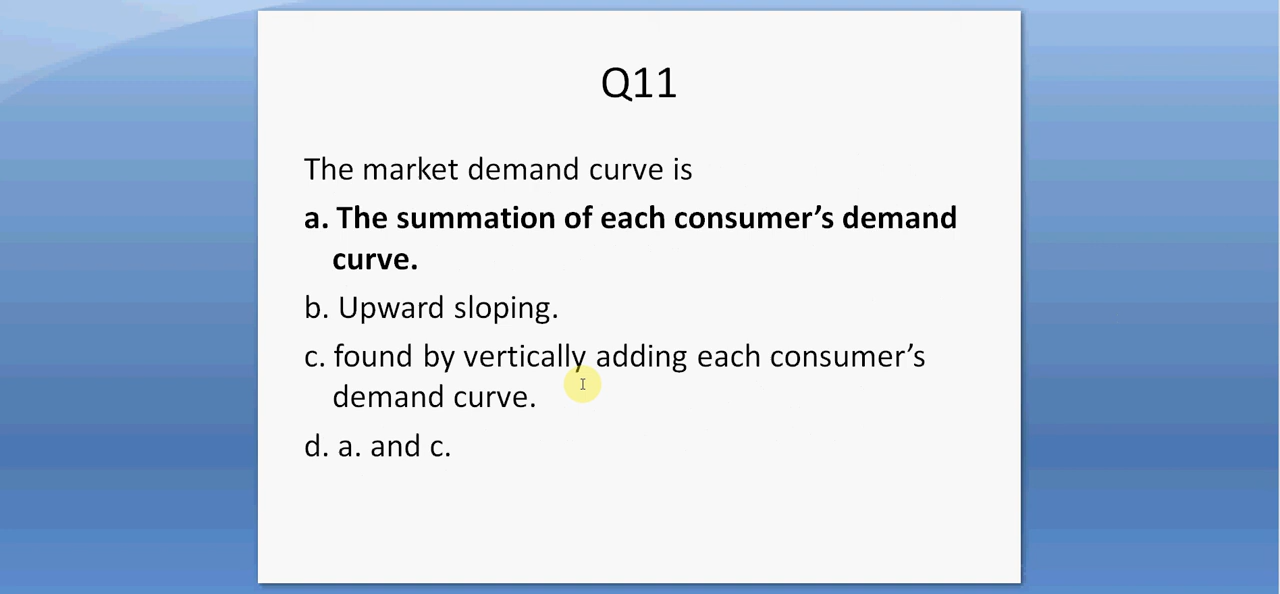 Q11
The market demand curve is
a. The summation of each consumer’s demand
curve.
b. Upward sloping.
c. found by vertically adding each consumer’s
demand curve.
d. a. and c.